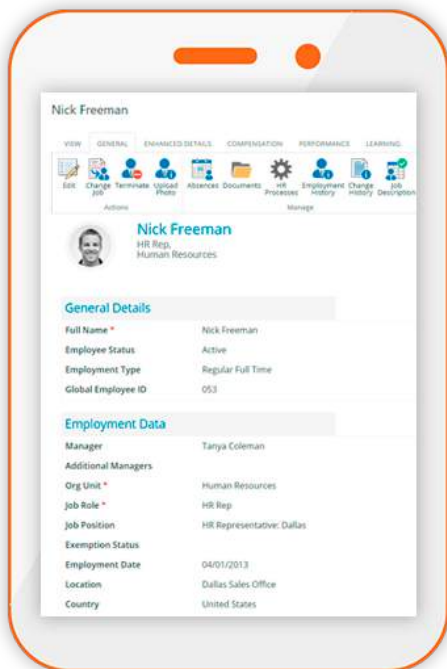 Nick Freeman
VIEW GENERAL ENHANCED DETAILS COMPENSATION PERFORMANCE LEARNING
Edit Change Job Terminate Upload Photo Absences Documents HR Processes Employment History Change History Job Description
Actions Manage
Nick Freeman
HR Rep,
Human Resources
General Details
Full Name * Nick Freeman
Employee Status Active
Employment Type Regular Full Time
Global Employee ID 053
Employment Data
Manager Tanya Coleman
Additional Managers
Org Unit * Human Resources
Job Role * HR Rep
Job Position HR Representative: Dallas
Exemption Status
Employment Date 04/01/2013
Location Dallas Sales Office
Country United States